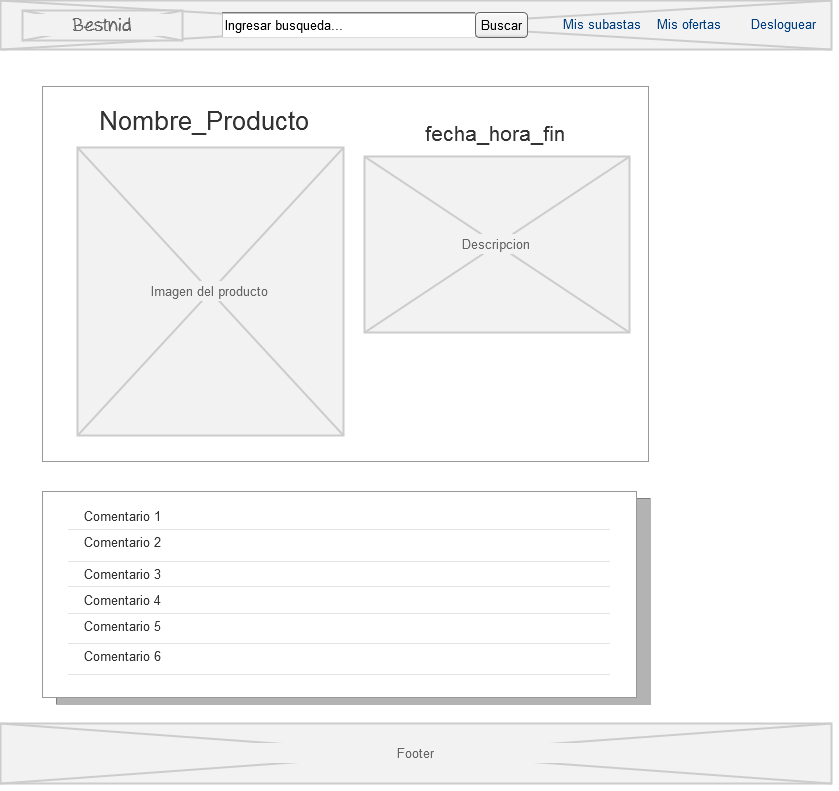 Bestnid
Ingresar busqueda...
Buscar
Mis subastas
Mis ofertas
Desloguear
Nombre_Producto
fecha_hora_fin
Imagen del producto
Descripcion
Comentario 1
Comentario 2
Comentario 3
Comentario 4
Comentario 5
Comentario 6
Footer